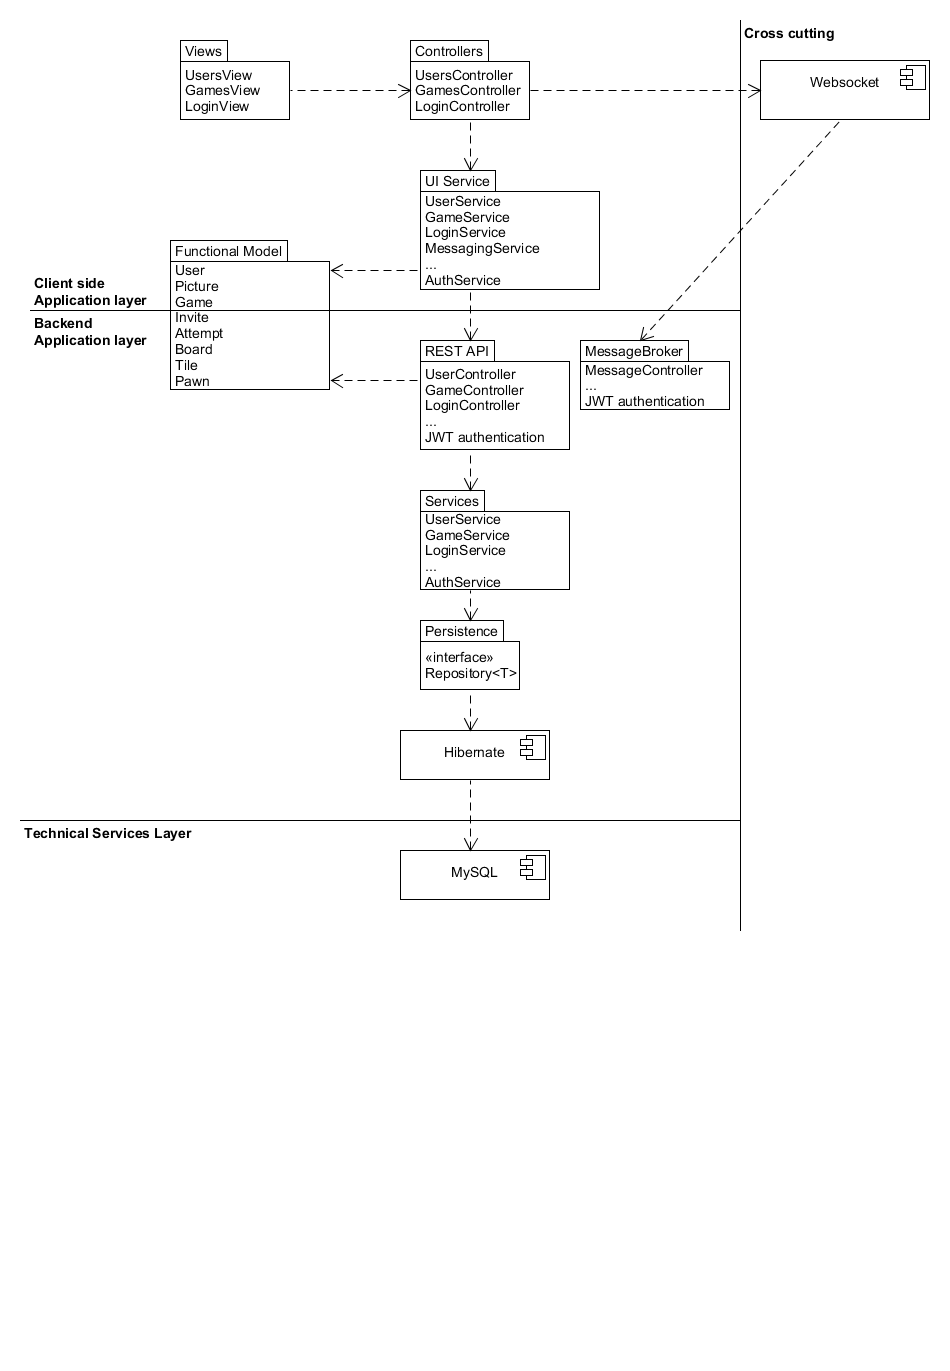 Cross cutting
Views
UsersView
GamesView
LoginView
Controllers
UsersController
GamesController
LoginController
Websocket
UI Service
UserService
GameService
LoginService
MessagingService
...
AuthService
Functional Model
User
Picture
Game
Invite
Attempt
Board
Tile
Pawn
Client side
Application layer
Backend
Application layer
REST API
UserController
GameController
LoginController
...
JWT authentication
MessageBroker
MessageController
...
JWT authentication
Services
UserService
GameService
LoginService
...
AuthService
Persistence
«interface»
Repository<T>
Hibernate
Technical Services Layer
MySQL